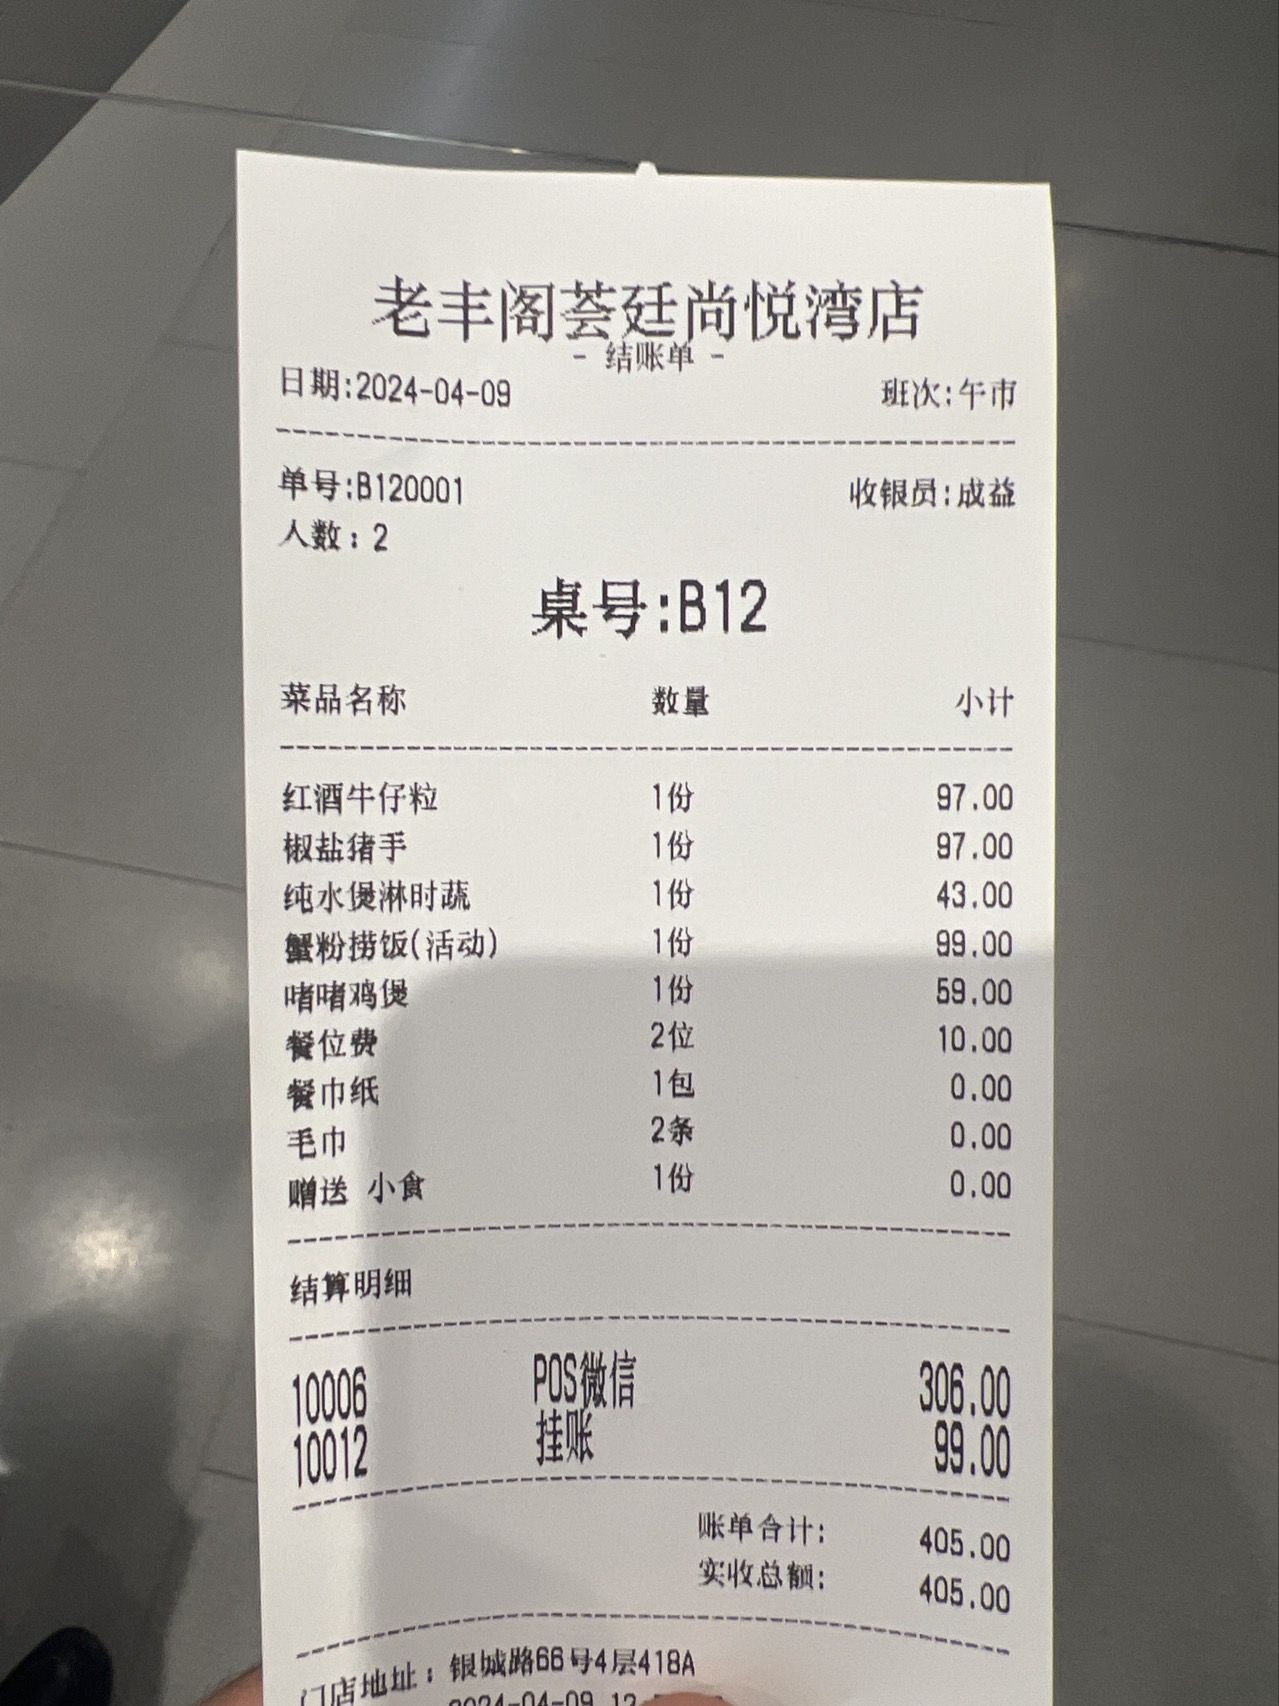 老丰阁荟廷尚悦湾店
- 结账单 -
日期:2024-04-09 班次:午市
单号:B120001 收银员:成益
人数:2
桌号:B12
菜品名称 数量 小计
红酒牛仔粒 1份 97.00
椒盐猪手 1份 97.00
纯水煲淋时蔬 1份 43.00
蟹粉捞饭(活动) 1份 99.00
啫啫鸡煲 1份 59.00
餐位费 2位 10.00
餐巾纸 1包 0.00
毛巾 2条 0.00
赠送 小食 1份 0.00
结算明细
10006 POS微信 306.00
10012 挂账 99.00
账单合计: 405.00
实收总额: 405.00
门店地址:银城路66号4层418A
2024-04-09 12